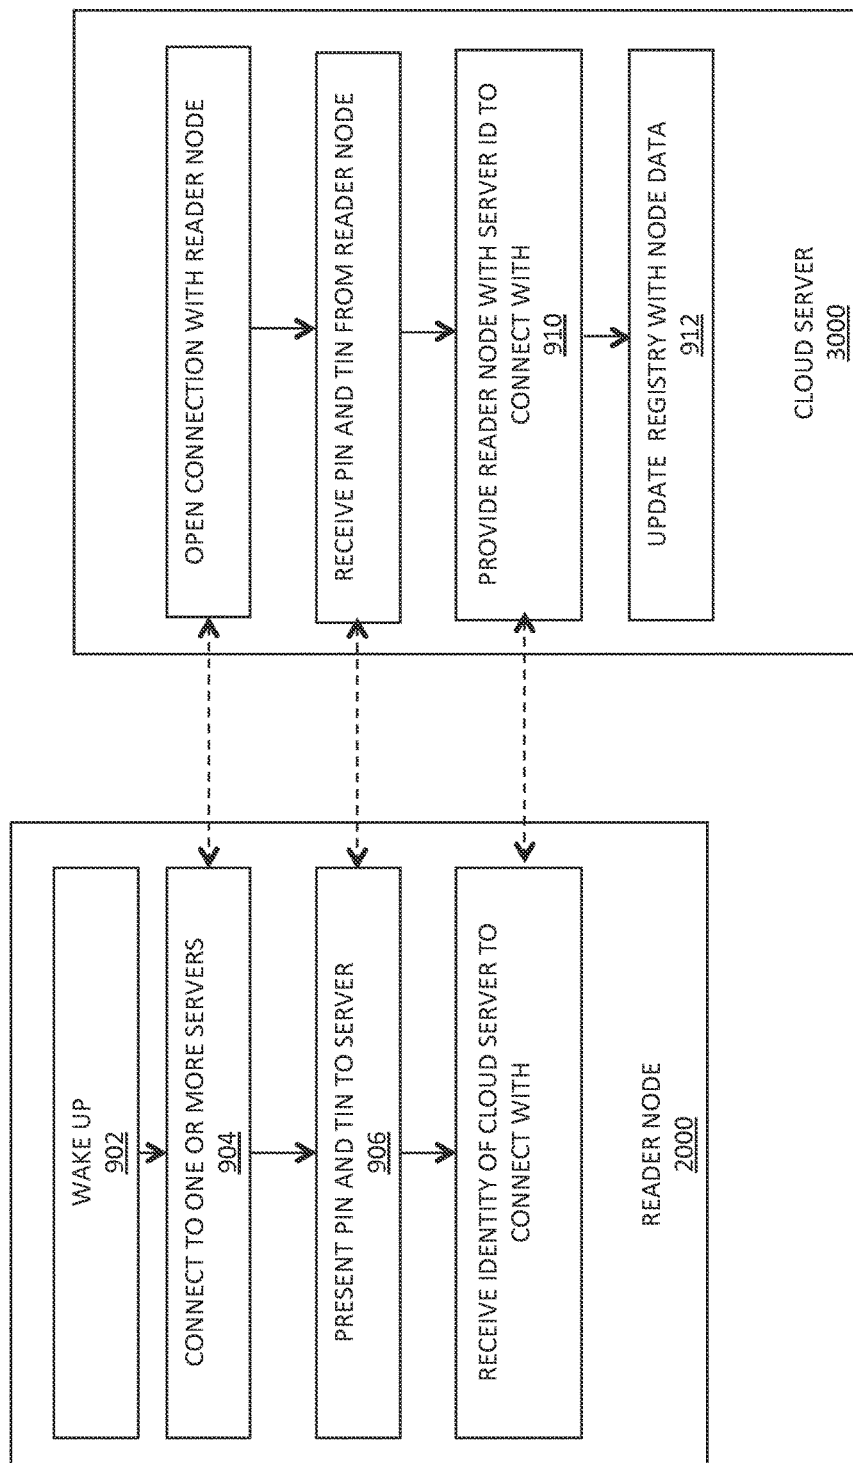 WAKE UP
902
CONNECT TO ONE OR MORE SERVERS
904
PRESENT PIN AND TIN TO SERVER
906
RECEIVE IDENTITY OF CLOUD SERVER TO
CONNECT WITH
READER NODE
2000
OPEN CONNECTION WITH READER NODE
RECEIVE PIN AND TIN FROM READER NODE
PROVIDE READER NODE WITH SERVER ID TO
CONNECT WITH
910
UPDATE REGISTRY WITH NODE DATA
912
CLOUD SERVER
3000